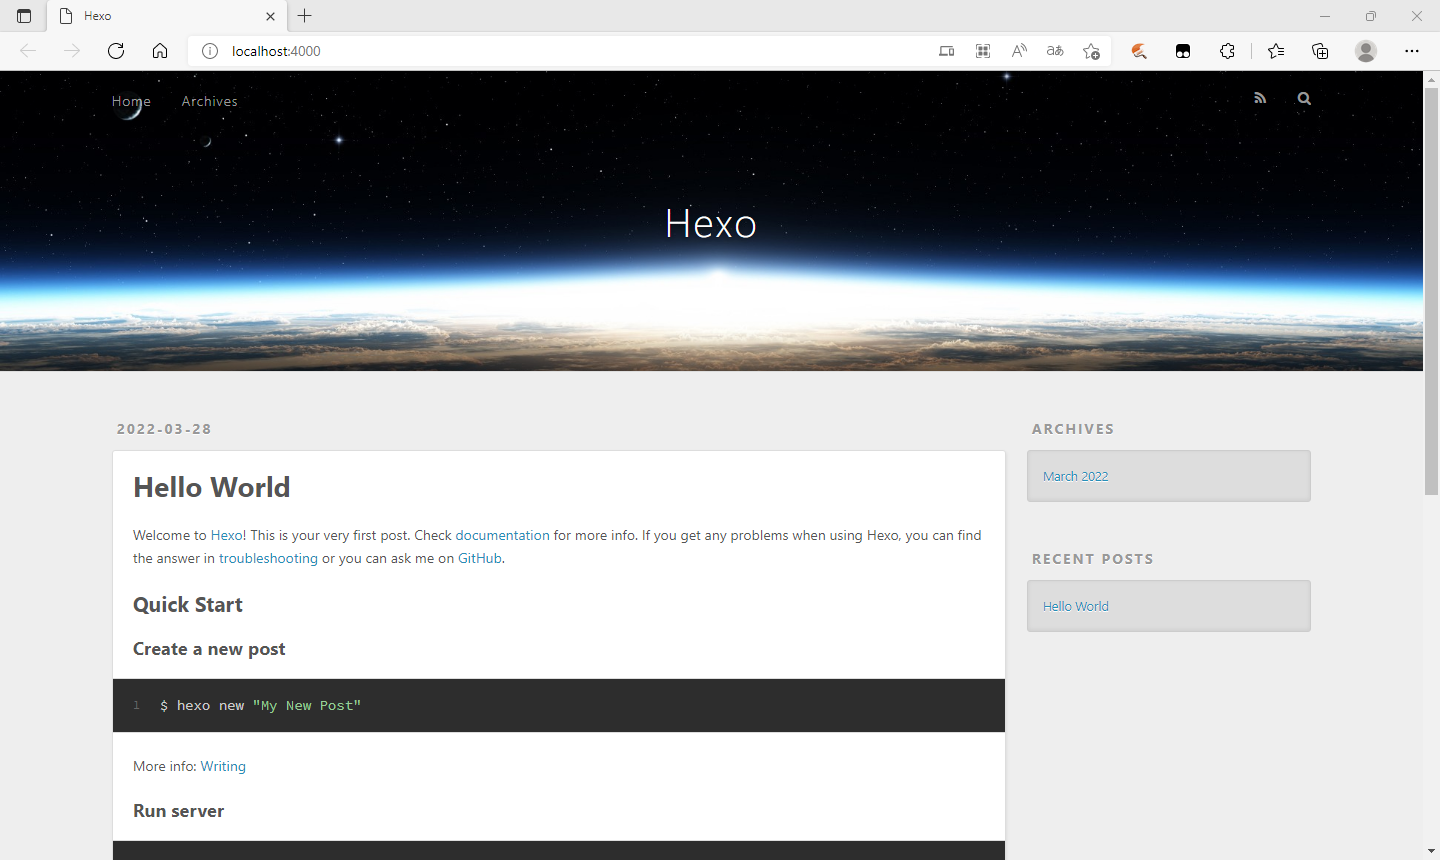 Hexo
localhost:4000
Home Archives
Hexo
2022-03-28
Hello World
Welcome to Hexo! This is your very first post. Check documentation for more info. If you get any problems when using Hexo, you can find
the answer in troubleshooting or you can ask me on GitHub.
Quick Start
Create a new post
1 $ hexo new "My New Post"
More info: Writing
Run server
ARCHIVES
March 2022
RECENT POSTS
Hello World